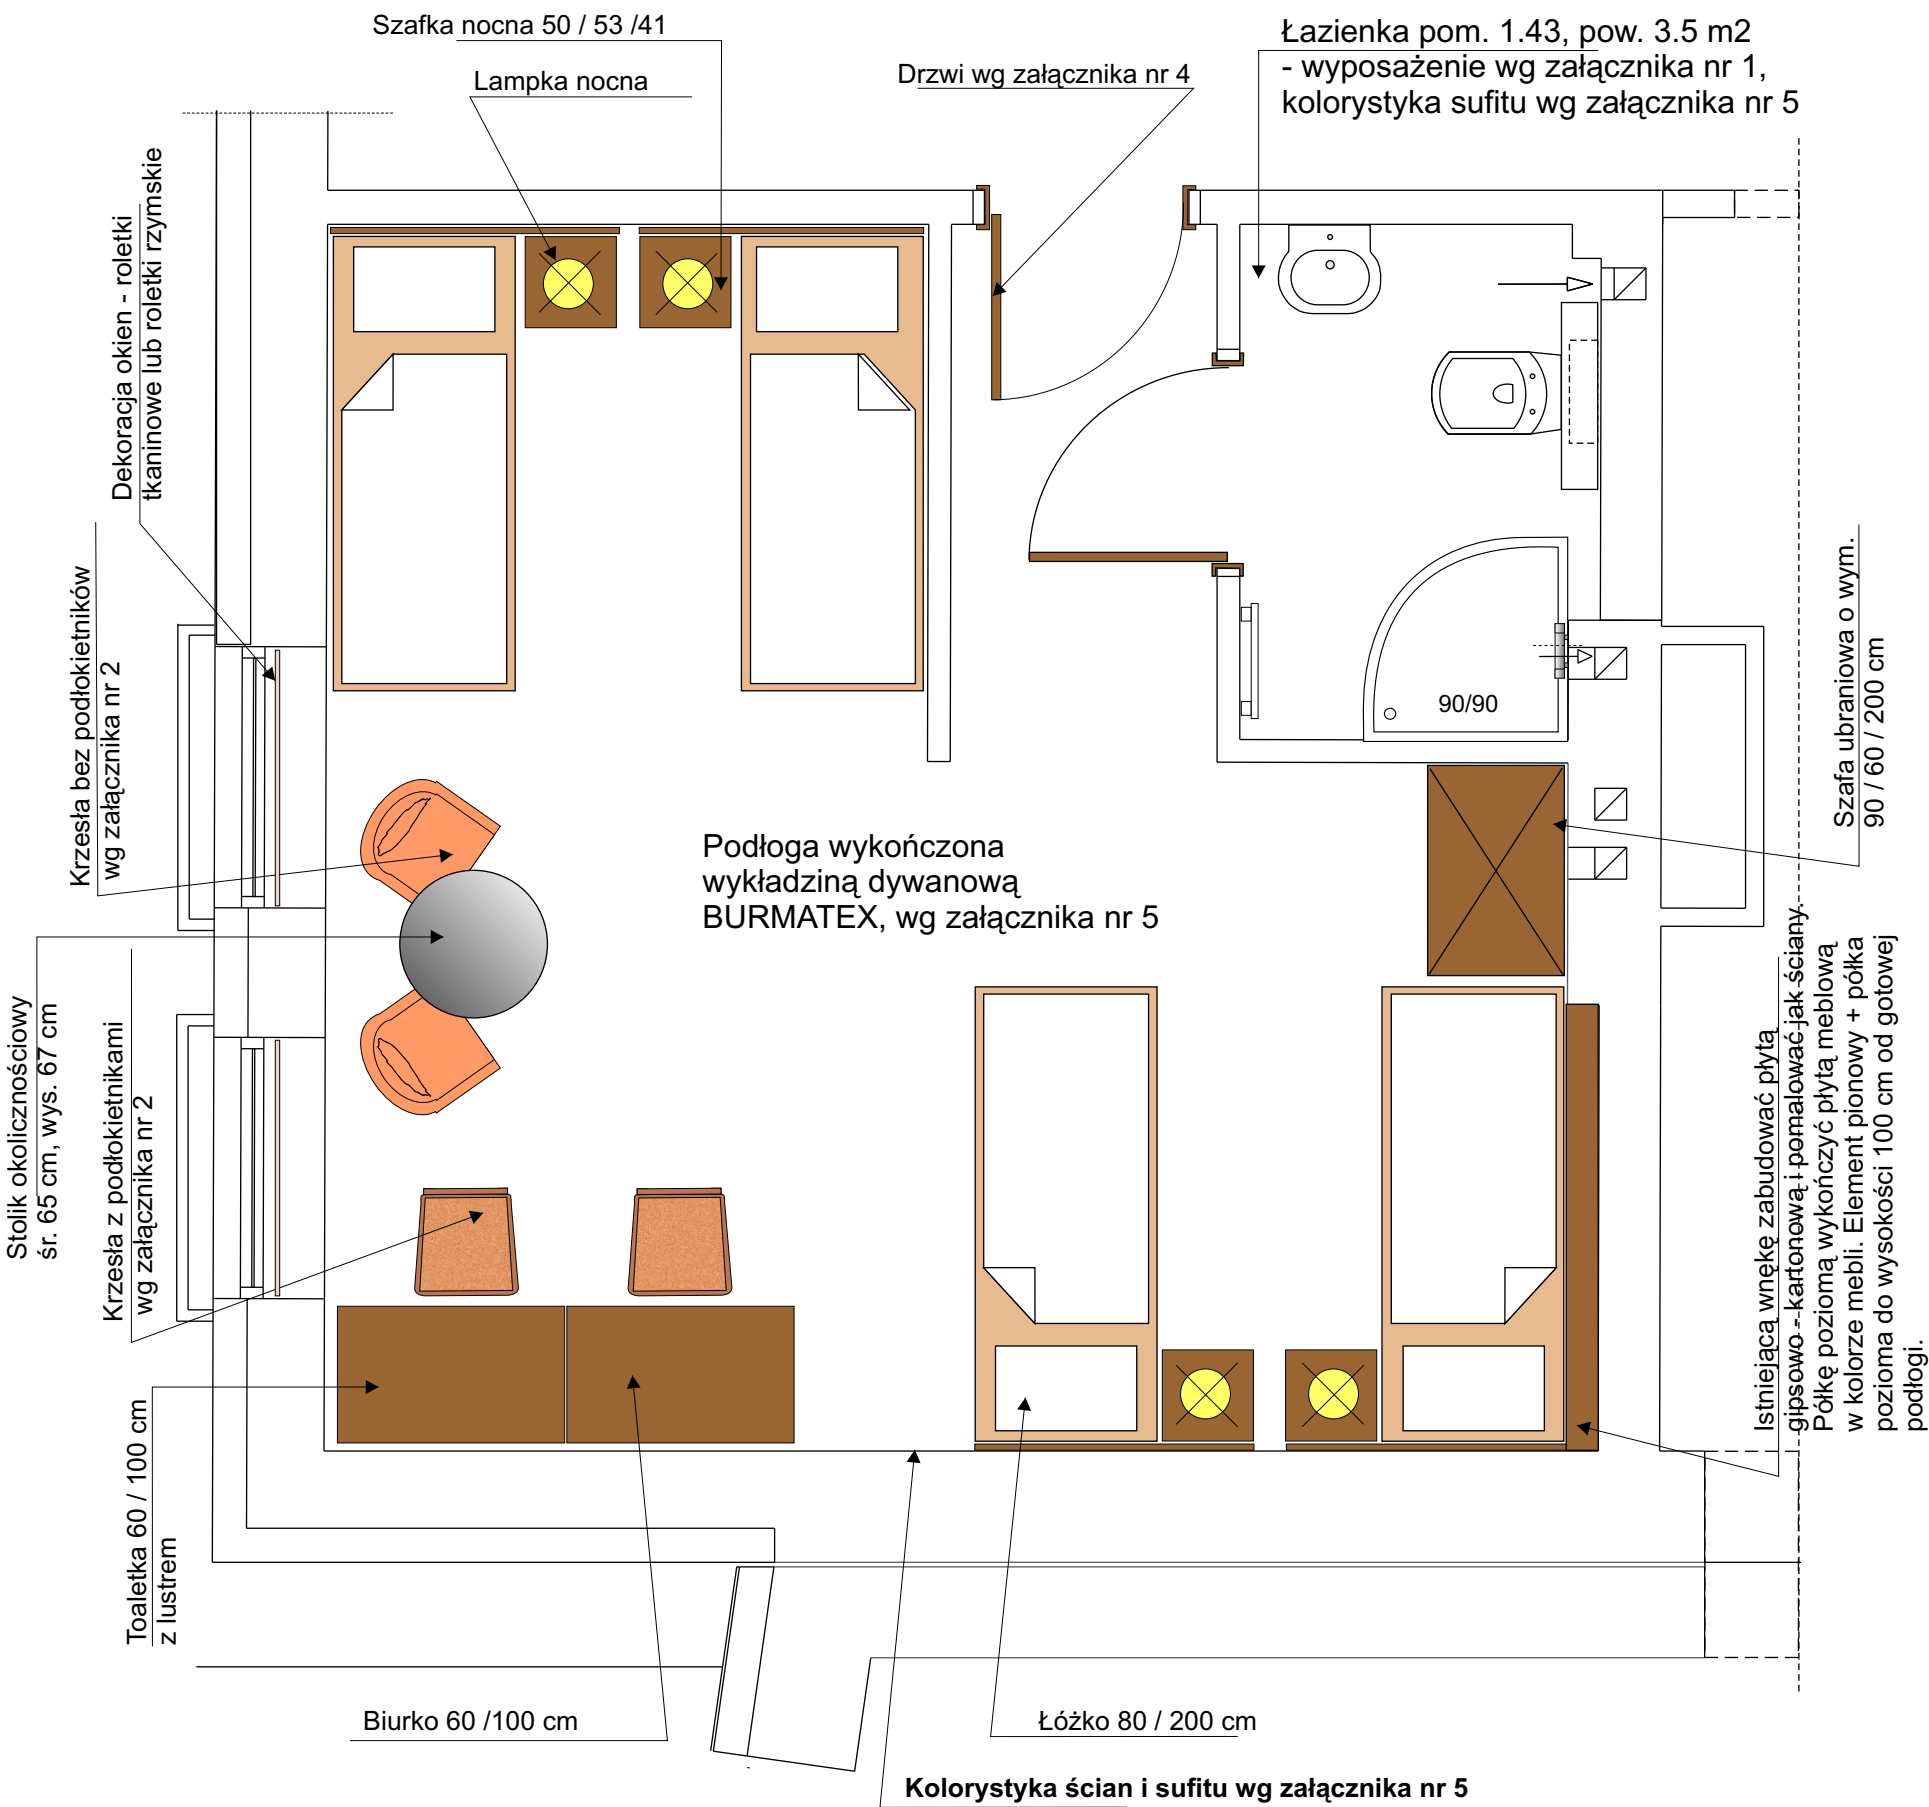 Szafka nocna 50 / 53 /41
Lampka nocna
Drzwi wg załącznika nr 4
Łazienka pom. 1.43, pow. 3.5 m2
- wyposażenie wg załącznika nr 1,
kolorystyka sufitu wg załącznika nr 5
Dekoracja okien - roletki
tkaninowe lub roletki rzymskie
Krzesła bez podłokietników
wg załącznika nr 2
Stolik okolicznościowy
śr. 65 cm, wys. 67 cm
Krzesła z podłokietnikami
wg załącznika nr 2
Toaletka 60 / 100 cm
z lustrem
90/90
Podłoga wykończona
wykładziną dywanową
BURMATEX, wg załącznika nr 5
Szafa ubraniowa o wym.
90 / 60 / 200 cm
Istniejącą wnękę zabudować płytą
gipsowo - kartonową i pomalować jak ściany.
Półkę poziomą wykończyć płytą meblową
w kolorze mebli. Element pionowy + półka
pozioma do wysokości 100 cm od gotowej
podłogi.
Biurko 60 /100 cm
Łóżko 80 / 200 cm
Kolorystyka ścian i sufitu wg załącznika nr 5